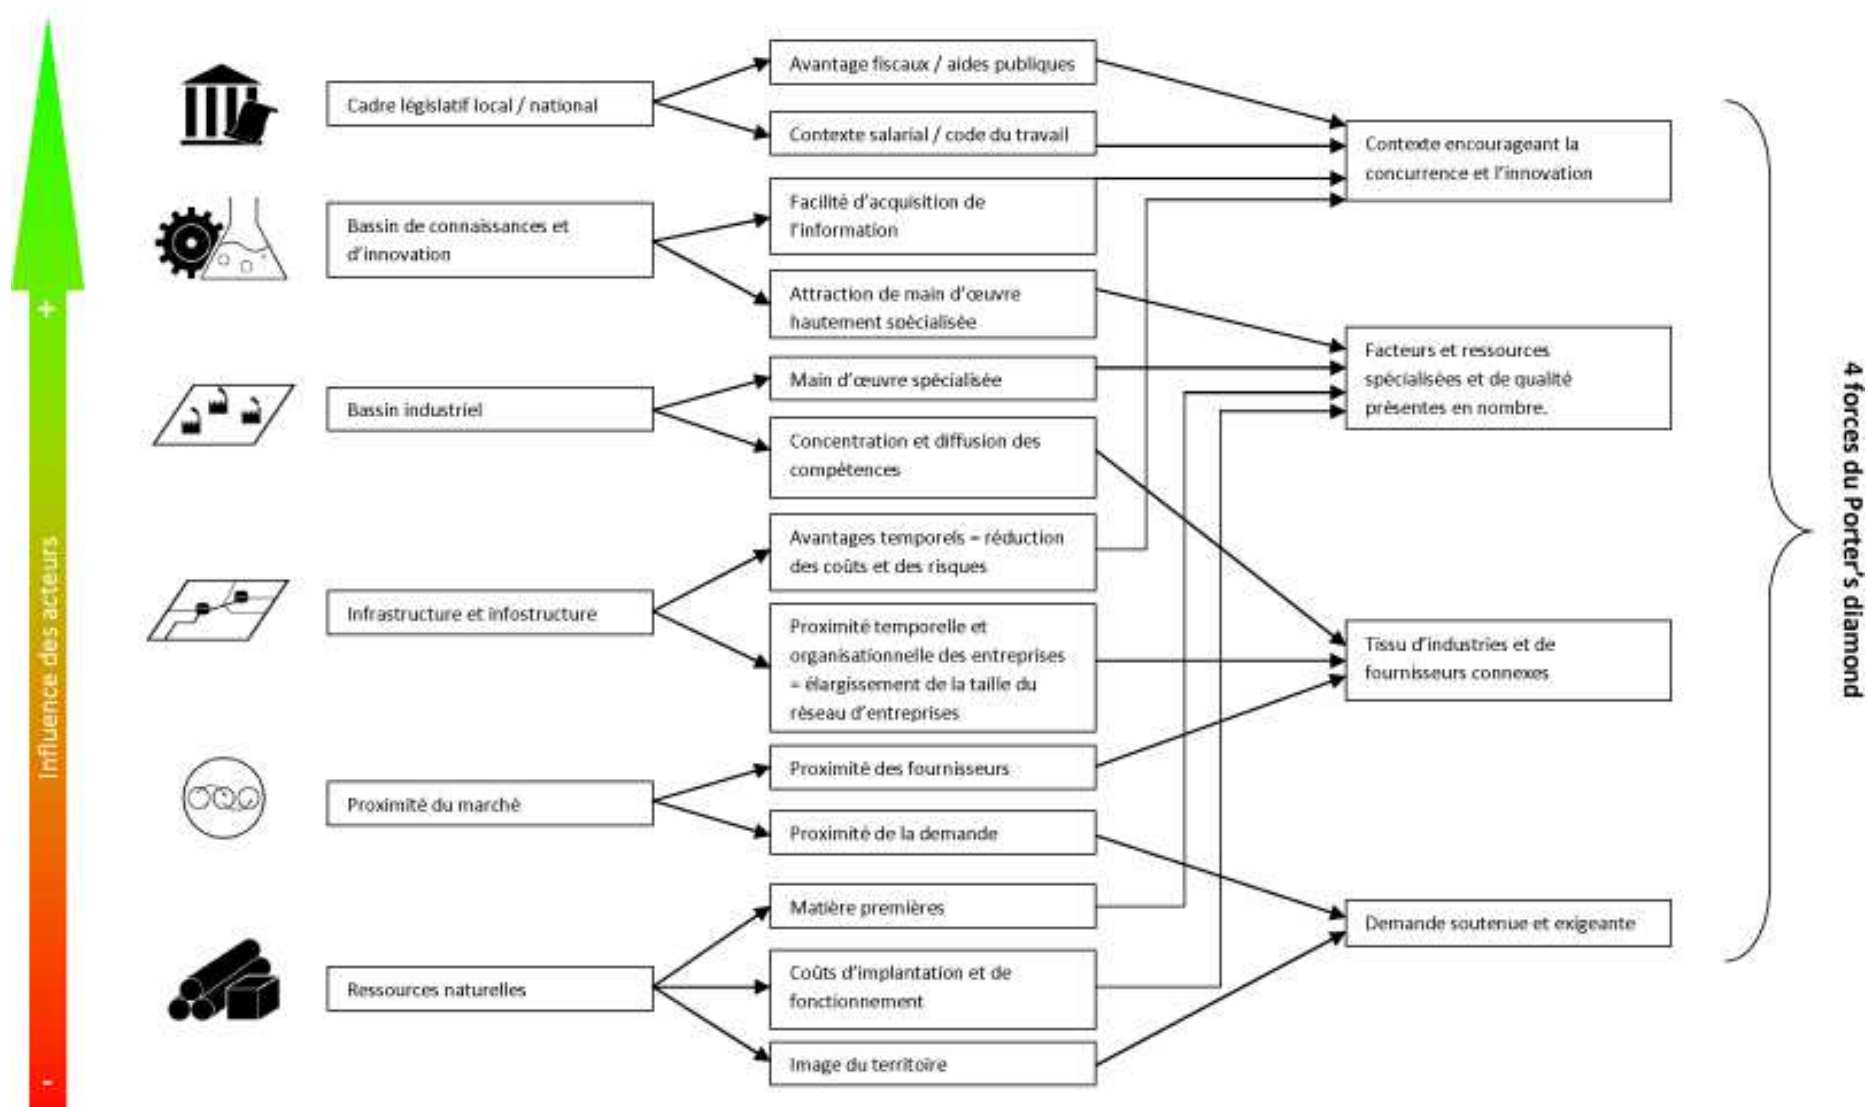 +
Influence des acteurs
-
Cadre législatif local / national
Bassin de connaissances et
d'innovation
Bassin industriel
Infrastructure et infostructure
Proximité du marché
Ressources naturelles
Avantage fiscaux / aides publiques
Contexte salarial / code du travail
Facilité d'acquisition de
l'information
Attraction de main d'œuvre
hautement spécialisée
Main d'œuvre spécialisée
Concentration et diffusion des
compétences
Avantages temporels = réduction
des coûts et des risques
Proximité temporelle et
organisationnelle des entreprises
= élargissement de la taille du
réseau d'entreprises
Proximité des fournisseurs
Proximité de la demande
Matière premières
Coûts d'implantation et de
fonctionnement
Image du territoire
Contexte encourageant la
concurrence et l'innovation
Facteurs et ressources
spécialisées et de qualité
présentes en nombre.
Tissu d'industries et de
fournisseurs connexes
Demande soutenue et exigeante
4 forces du Porter's diamond